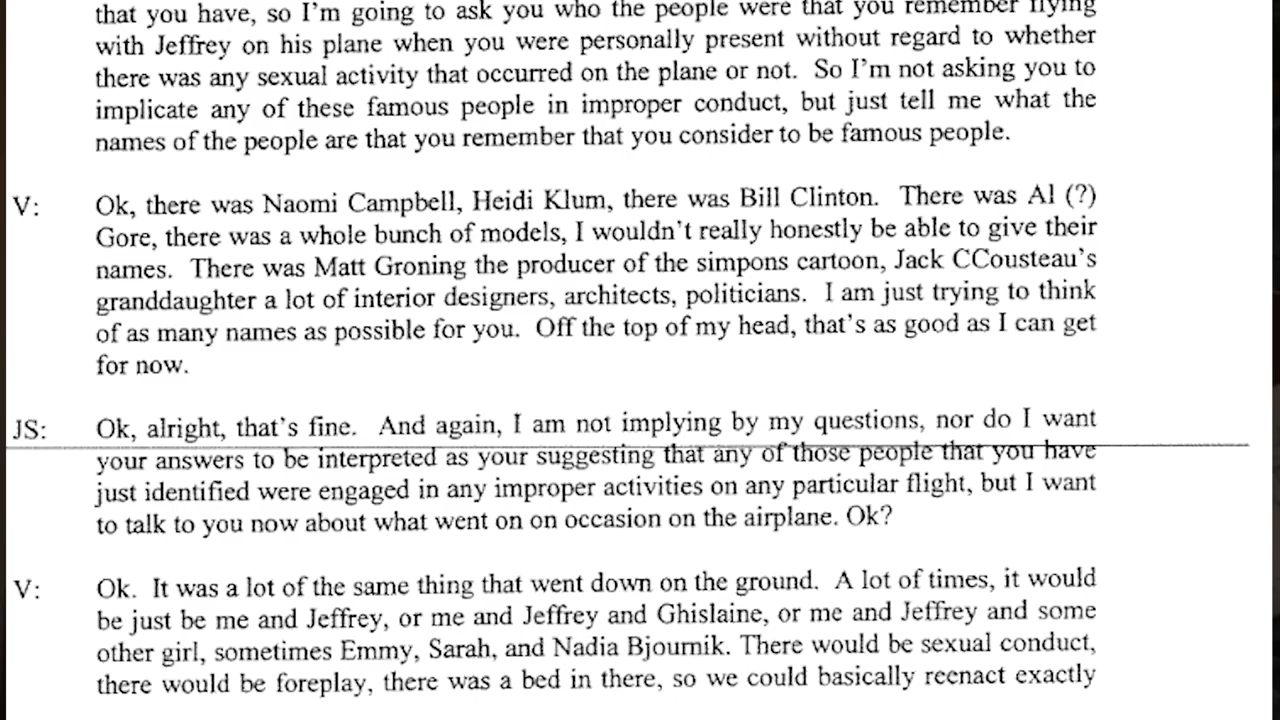 that you have, so I'm going to ask you who the people were that you remember flying
with Jeffrey on his plane when you were personally present without regard to whether
there was any sexual activity that occurred on the plane or not. So I'm not asking you to
implicate any of these famous people in improper conduct, but just tell me what the
names of the people are that you remember that you consider to be famous people.
V: Ok, there was Naomi Campbell, Heidi Klum, there was Bill Clinton. There was Al (?)
Gore, there was a whole bunch of models, I wouldn't really honestly be able to give their
names. There was Matt Groning the producer of the simpons cartoon, Jack CCousteau's
granddaughter a lot of interior designers, architects, politicians. I am just trying to think
of as many names as possible for you. Off the top of my head, that's as good as I can get
for now.
JS: Ok, alright, that's fine. And again, I am not implying by my questions, nor do I want
your answers to be interpreted as your suggesting that any of those people that you have
just identified were engaged in any improper activities on any particular flight, but I want
to talk to you now about what went on on occasion on the airplane. Ok?
V: Ok. It was a lot of the same thing that went down on the ground. A lot of times, it would
be just be me and Jeffrey, or me and Jeffrey and Ghislaine, or me and Jeffrey and some
other girl, sometimes Emmy, Sarah, and Nadia Bjournik. There would be sexual conduct,
there would be foreplay, there was a bed in there, so we could basically reenact exactly